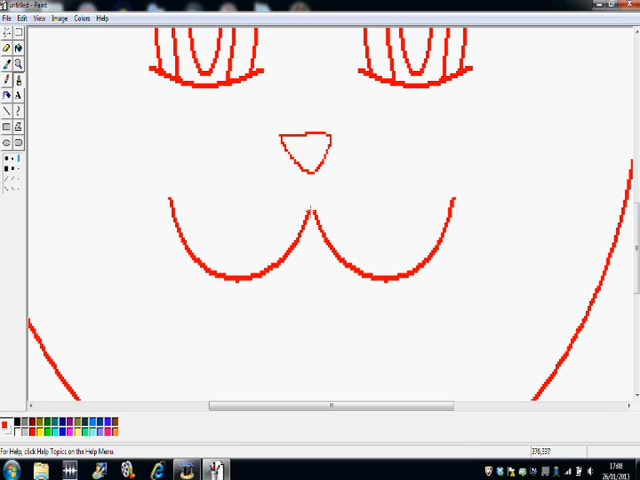 untitled - Paint
File Edit View Image Colors Help
A
For Help, click Help Topics on the Help Menu.
376,337
17:08
26/01/2013